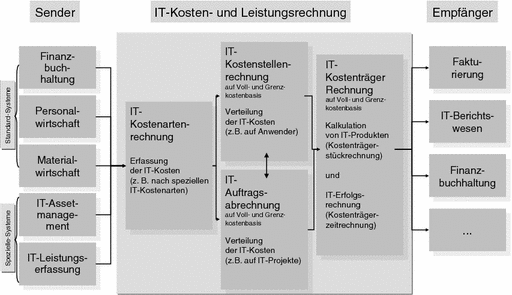 Sender
IT-Kosten- und Leistungsrechnung
Empfänger
Standard-Systeme
Finanz-
buch-
haltung
Personal-
wirtschaft
Material-
wirtschaft
Spezielle-Systeme
IT-Asset-
manage-
ment
IT-Leistungs-
erfassung
IT-
Kostenarten-
rechnung
Erfassung
der IT-Kosten
(z. B. nach speziellen
IT-Kostenarten)
IT-
Kostenstellen-
rechnung
auf Voll- und Grenz-
kostenbasis
Verteilung
der IT-Kosten
(z.B. auf Anwender)
IT-
Auftrags-
abrechnung
auf Voll- und Grenz-
kostenbasis
Verteilung
der IT-Kosten
(z.B. auf IT-Projekte)
IT-
Kostenträger
Rechnung
auf Voll- und Grenz-
kostenbasis
Kalkulation
von IT-Produkten
(Kostenträger-
stückrechnung)
und
IT-Erfolgs-
rechnung
(Kostenträger-
zeitrechnung)
Faktu-
rierung
IT-Berichts-
wesen
Finanz-
buchhaltung
...